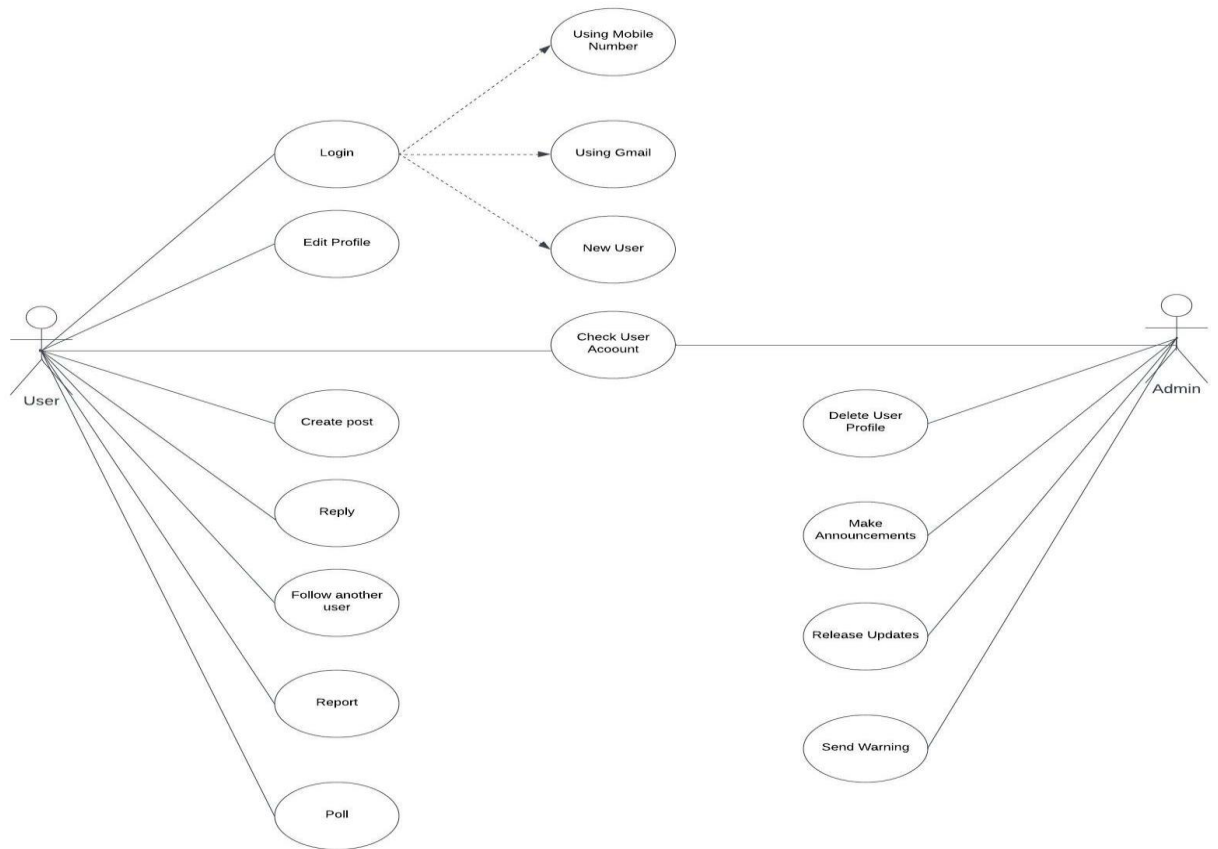 Using Mobile
Number
Login
Using Gmail
Edit Profile
New User
Check User
Acoount
User
Admin
Create post
Delete User
Profile
Reply
Make
Announcements
Follow another
user
Release Updates
Report
Send Warning
Poll